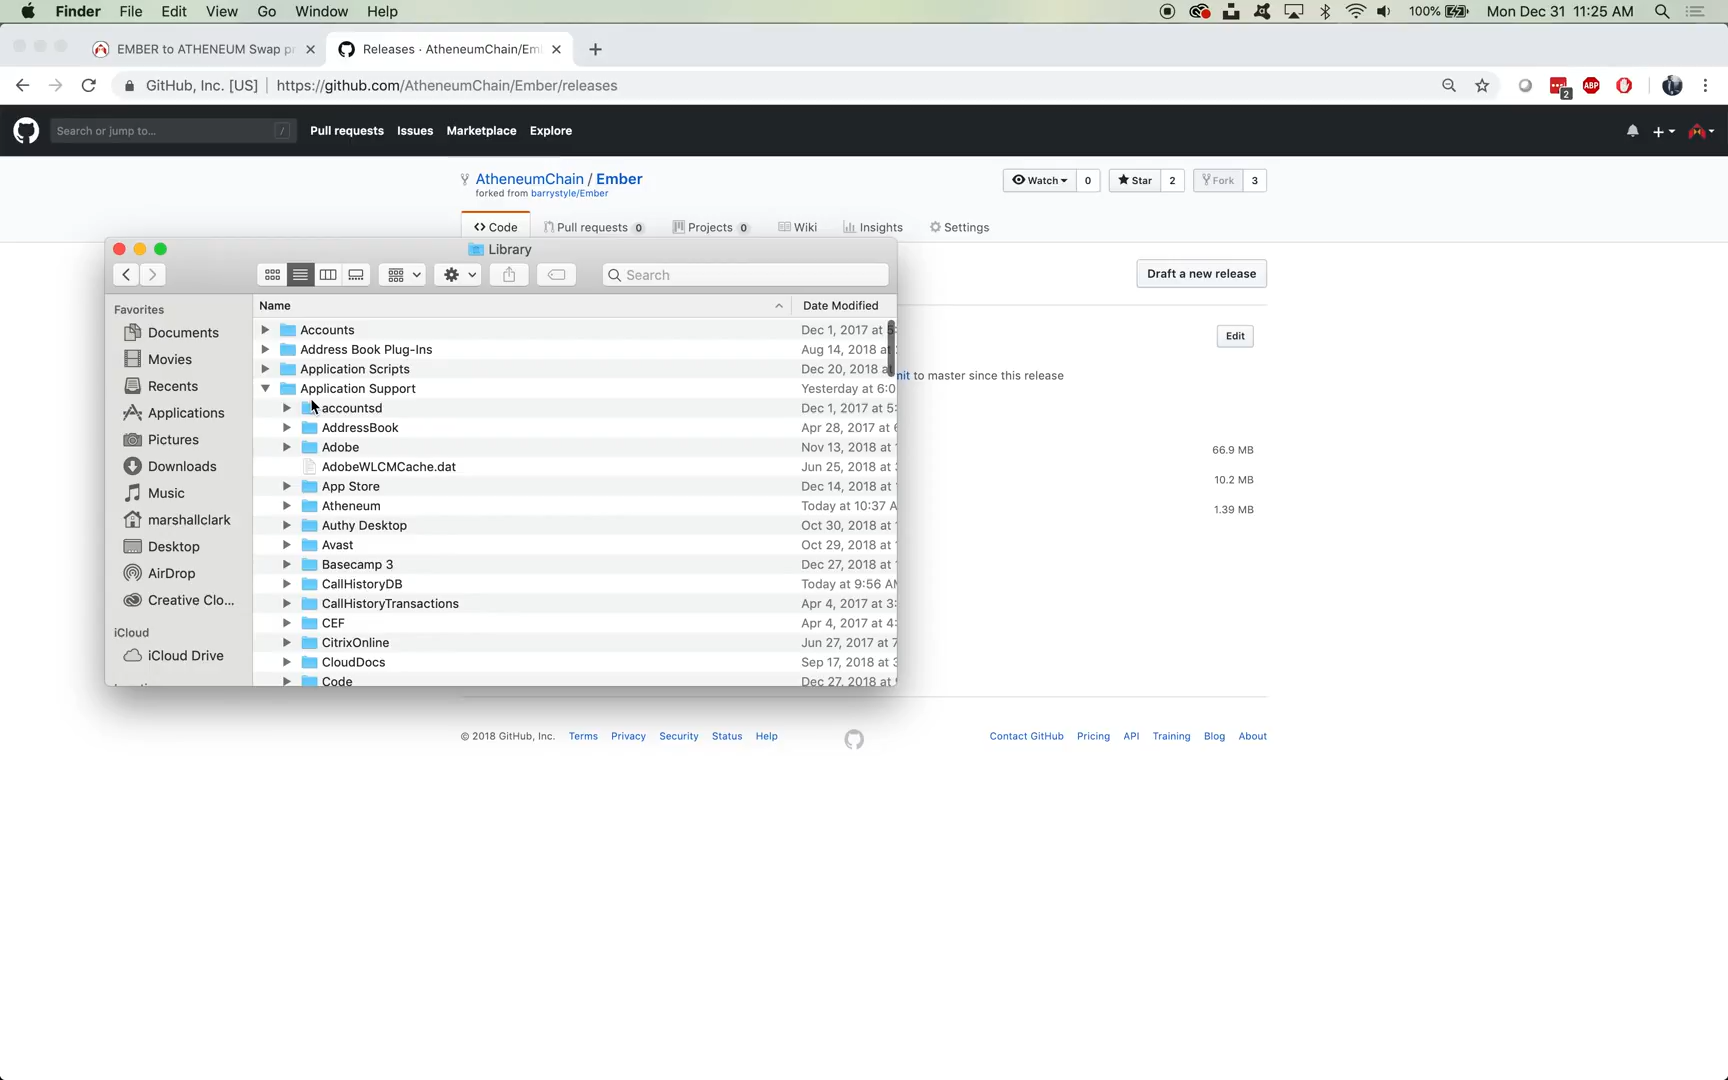 Finder File Edit View Go Window Help 100% Mon Dec 31 11:25 AM
EMBER to ATHENEUM Swap pr Releases · AtheneumChain/Em
GitHub, Inc. [US] https://github.com/AtheneumChain/Ember/releases ABP 2
Search or jump to... / Pull requests Issues Marketplace Explore
AtheneumChain / Ember Watch 0 Star 2 Fork 3
forked from barrystyle/Ember
Code Pull requests 0 Projects 0 Wiki Insights Settings
Library
Search
Draft a new release
Favorites
Documents
Movies
Recents
Applications
Pictures
Downloads
Music
marshallclark
Desktop
AirDrop
Creative Clo...
iCloud
iCloud Drive
Name Date Modified
Accounts Dec 1, 2017 at 5:
Address Book Plug-Ins Aug 14, 2018 at
Application Scripts Dec 20, 2018 at
Application Support Yesterday at 6:0
accountsd Dec 1, 2017 at 5:
AddressBook Apr 28, 2017 at
Adobe Nov 13, 2018 at
AdobeWLCMCache.dat Jun 25, 2018 at
App Store Dec 14, 2018 at
Atheneum Today at 10:37 A
Authy Desktop Oct 30, 2018 at
Avast Oct 29, 2018 at
Basecamp 3 Dec 27, 2018 at
CallHistoryDB Today at 9:56 AM
CallHistoryTransactions Apr 4, 2017 at 3:
CEF Apr 4, 2017 at 4:
CitrixOnline Jun 27, 2017 at 7
CloudDocs Sep 17, 2018 at 3
Code Dec 27, 2018 at
Edit
to master since this release
66.9 MB
10.2 MB
1.39 MB
© 2018 GitHub, Inc. Terms Privacy Security Status Help Contact GitHub Pricing API Training Blog About